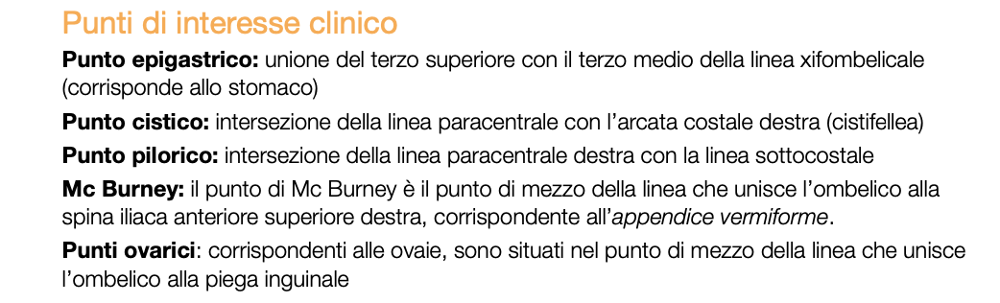 Punti di interesse clinico
Punto epigastrico: unione del terzo superiore con il terzo medio della linea xifombelicale
(corrisponde allo stomaco)
Punto cistico: intersezione della linea paracentrale con l’arcata costale destra (cistifellea)
Punto pilorico: intersezione della linea paracentrale destra con la linea sottocostale
Mc Burney: il punto di Mc Burney è il punto di mezzo della linea che unisce l’ombelico alla
spina iliaca anteriore superiore destra, corrispondente all’appendice vermiforme.
Punti ovarici: corrispondenti alle ovaie, sono situati nel punto di mezzo della linea che unisce
l’ombelico alla piega inguinale